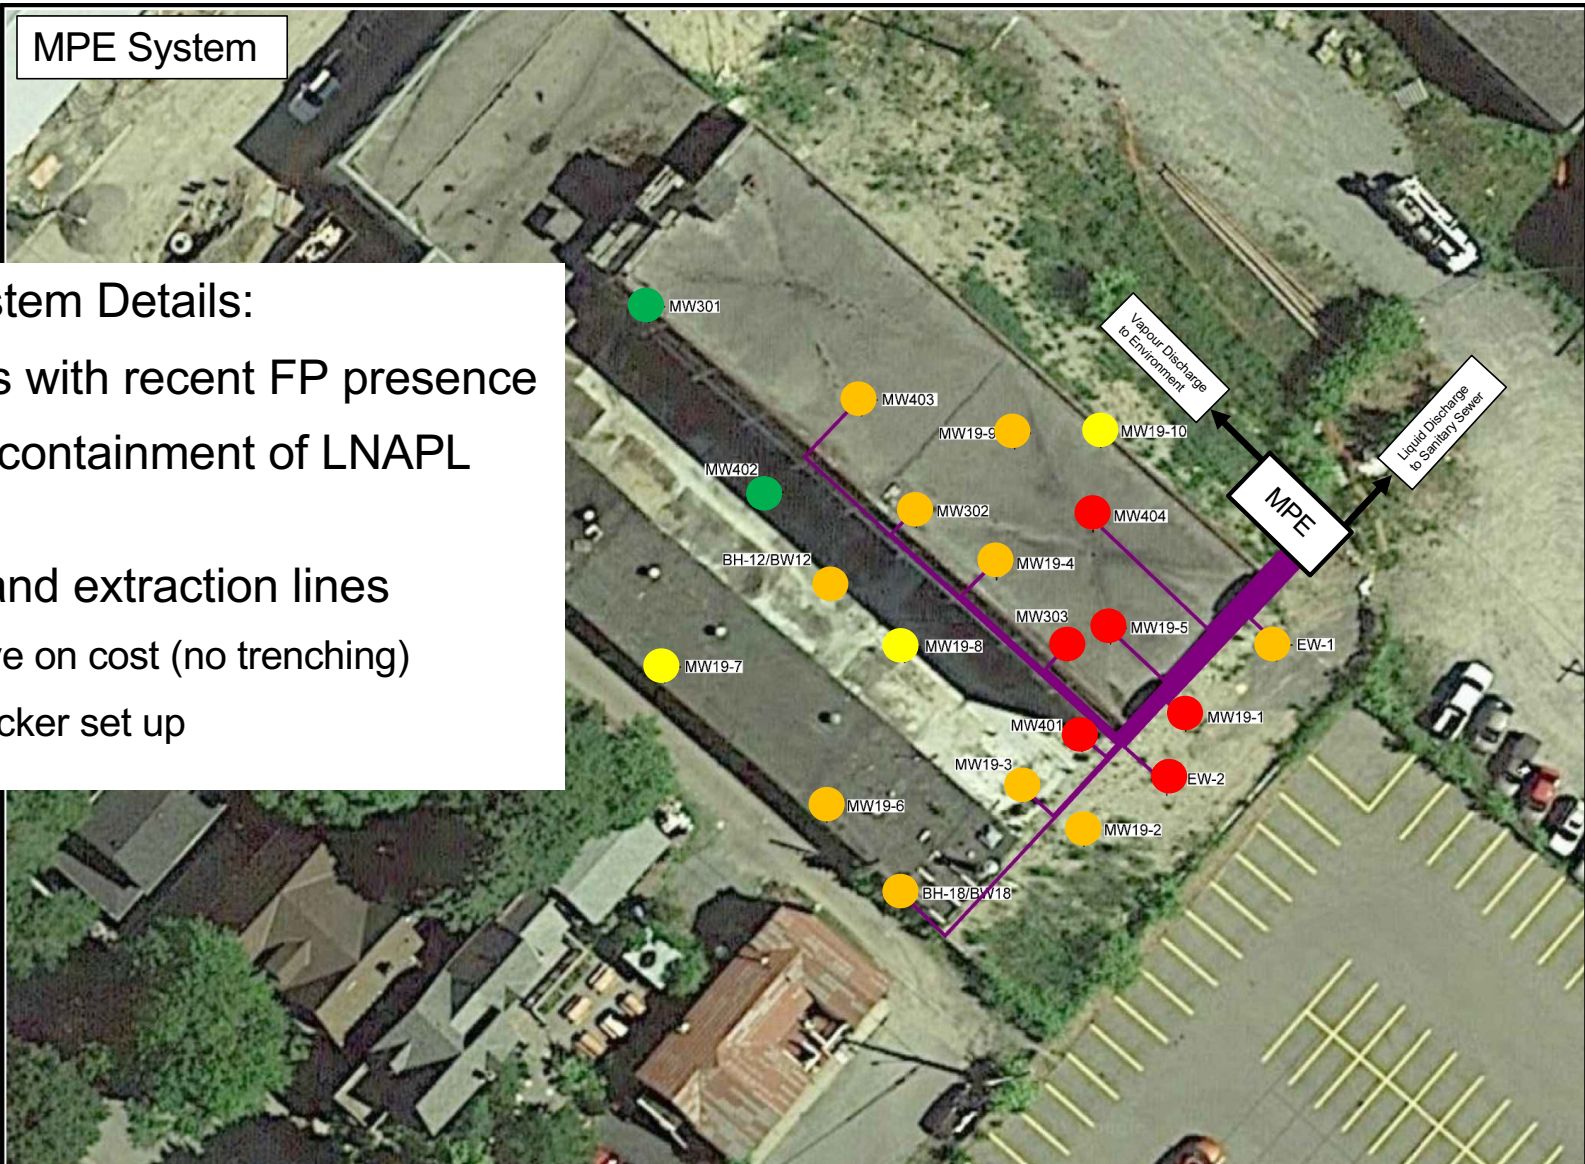 MPE System
stem Details:
s with recent FP presence
containment of LNAPL
and extraction lines
ve on cost (no trenching)
cker set up
MW301
MW403
MW19-9
MW19-10
MW402
MW302
MW404
BH-12/BW12
MW19-4
MW303
MW19-5
MW19-8
MW19-7
EW-1
MW19-1
MW401
MW19-3
EW-2
MW19-6
MW19-2
BH-18/BW18
Vapour Discharge
to Environment
Liquid Discharge
to Sanitary Sewer
MPE